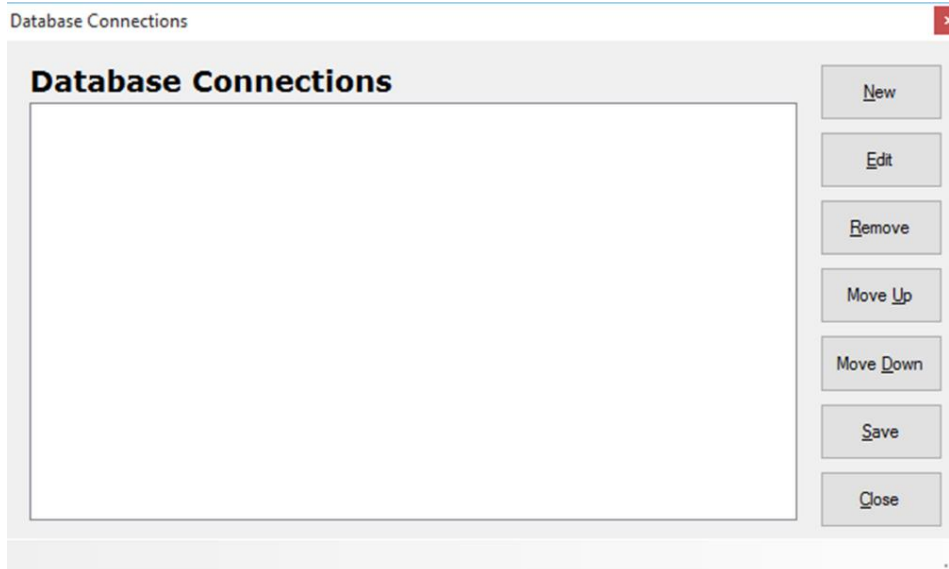 Database Connections
Database Connections
New
Edit
Remove
Move Up
Move Down
Save
Close